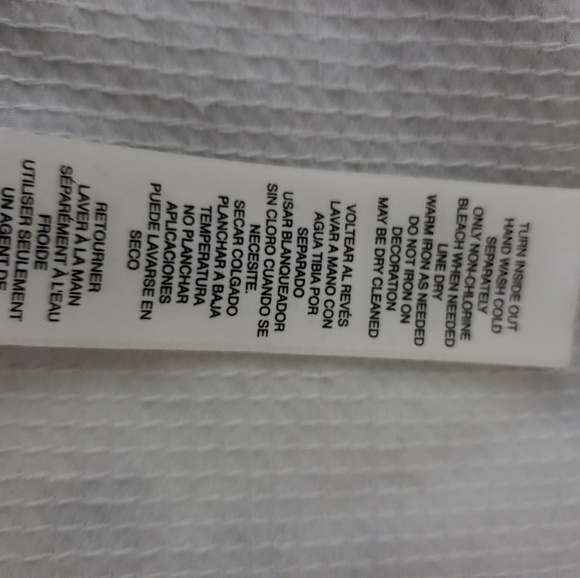 TURN INSIDE OUT
HAND WASH COLD
SEPARATELY
ONLY NON-CHLORINE
BLEACH WHEN NEEDED
LINE DRY
WARM IRON AS NEEDED
DO NOT IRON ON
DECORATION
MAY BE DRY CLEANED
VOLTEAR AL REVÉS
LAVAR A MANO CON
AGUA TIBIA POR
SEPARADO
USAR BLANQUEADOR
SIN CLORO CUANDO SE
NECESITE.
SECAR COLGADO
PLANCHAR A BAJA
TEMPERATURA
NO PLANCHAR
APLICACIONES
PUEDE LAVARSE EN
SECO
RETOURNER
LAVER À LA MAIN
SÉPARÉMENT À L'EAU
FROIDE
UTILISER SEULEMENT
UN AGENT DE